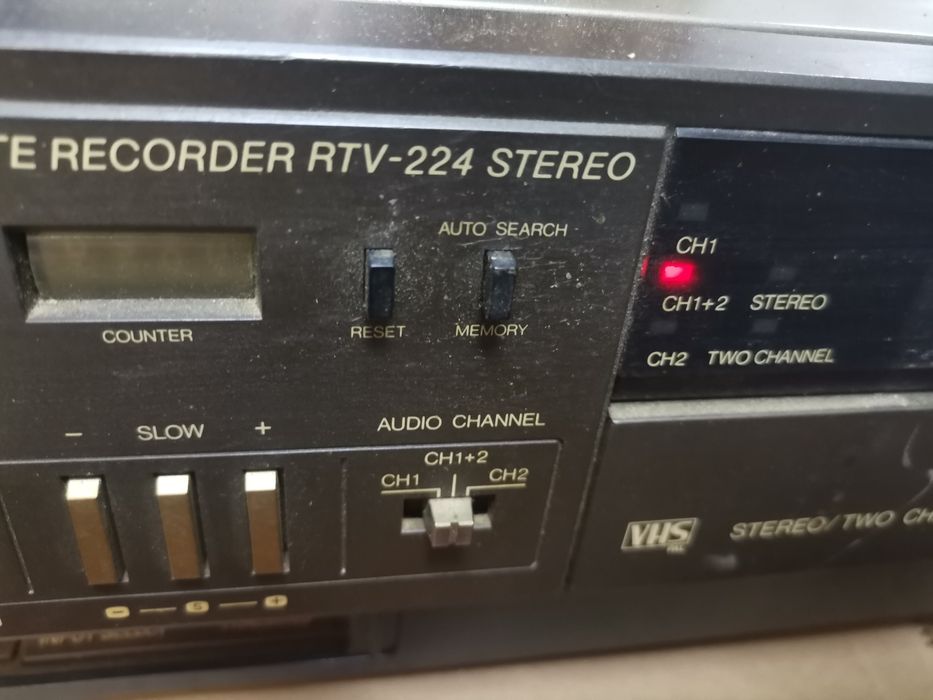 TE RECORDER RTV-224 STEREO
AUTO SEARCH
RESET
MEMORY
COUNTER
- SLOW +
AUDIO CHANNEL
CH1+2
CH1
CH2
- S +
CH1
CH1+2 STEREO
CH2 TWO CHANNEL
VHS
STEREO/TWO CH